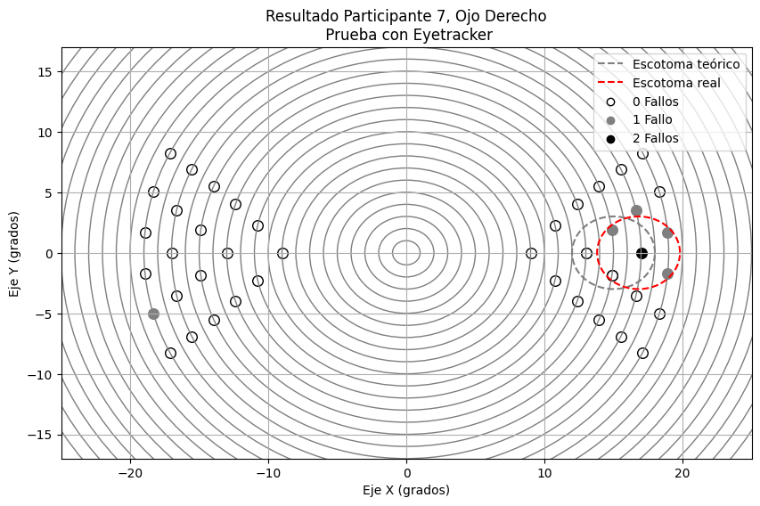 Resultado Participante 7, Ojo Derecho
Prueba con Eyetracker
Escotoma teórico
Escotoma real
0 Fallos
1 Fallo
2 Fallos
Eje Y (grados)
15
10
5
0
−5
−10
−15
−20
−10
0
10
20
Eje X (grados)